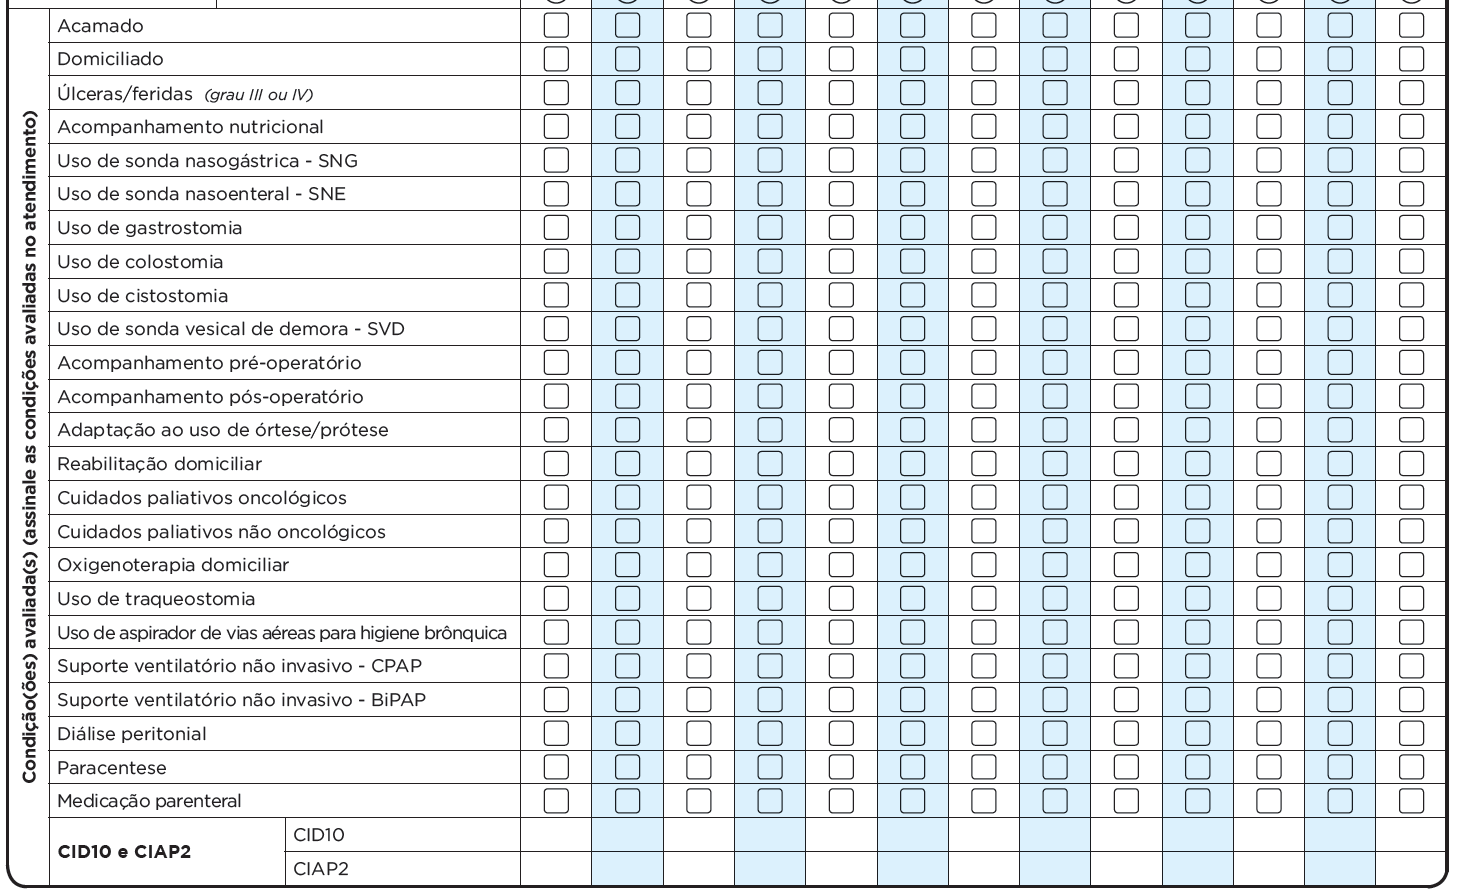 Condição(ões) avaliada(s) (assinale as condições avaliadas no atendimento)
Acamado
Domiciliado
Úlceras/feridas (grau III ou IV)
Acompanhamento nutricional
Uso de sonda nasogástrica - SNG
Uso de sonda nasoenteral - SNE
Uso de gastrostomia
Uso de colostomia
Uso de cistostomia
Uso de sonda vesical de demora - SVD
Acompanhamento pré-operatório
Acompanhamento pós-operatório
Adaptação ao uso de órtese/prótese
Reabilitação domiciliar
Cuidados paliativos oncológicos
Cuidados paliativos não oncológicos
Oxigenoterapia domiciliar
Uso de traqueostomia
Uso de aspirador de vias aéreas para higiene brônquica
Suporte ventilatório não invasivo - CPAP
Suporte ventilatório não invasivo - BiPAP
Diálise peritonial
Paracentese
Medicação parenteral
CID10 e CIAP2
CID10
CIAP2